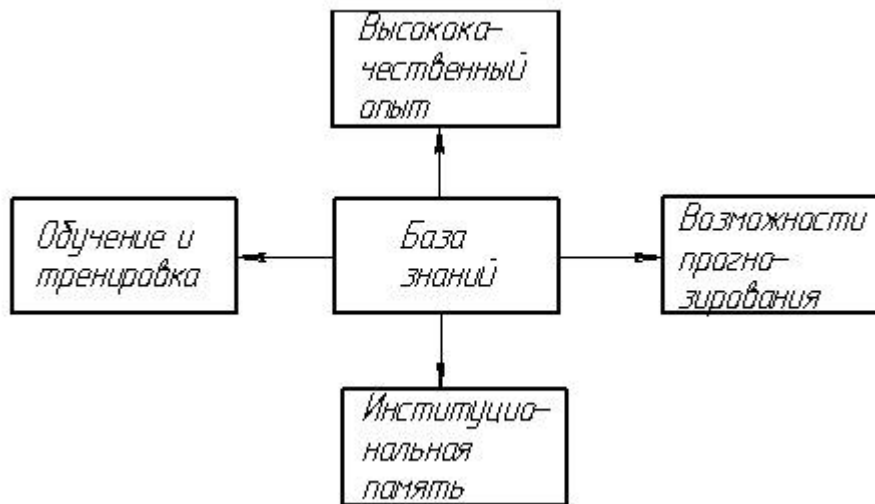 Высокока-
чественный
опыт
Обучение и
тренировка
База
знаний
Возможности
прогно-
зирования
Институцио-
нальная
память